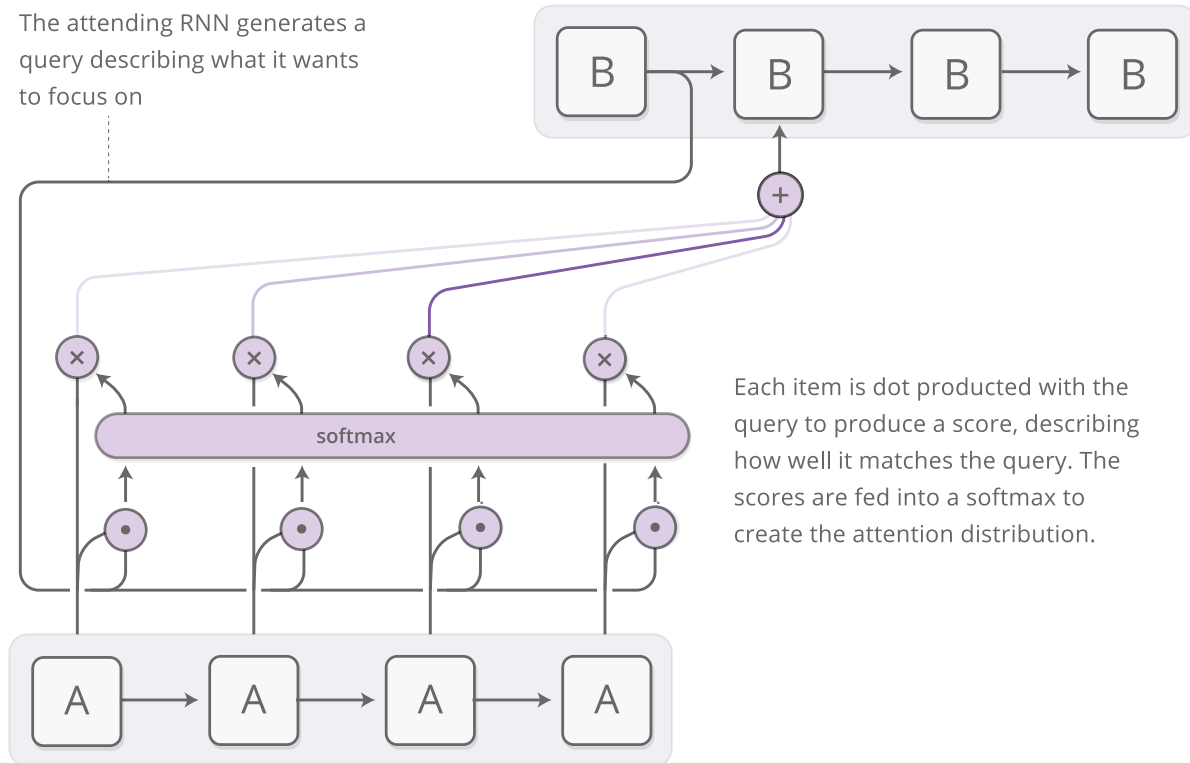 The attending RNN generates a
query describing what it wants
to focus on
B
B
B
B
+
×
×
×
×
softmax
Each item is dot producted with the
query to produce a score, describing
how well it matches the query. The
scores are fed into a softmax to
create the attention distribution.
A
A
A
A